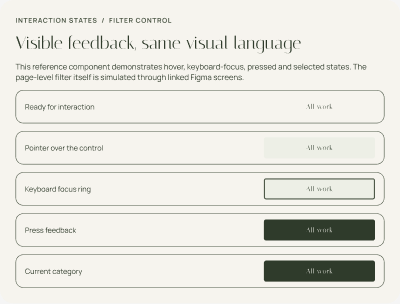 INTERACTION STATES / FILTER CONTROL
Visible feedback, same visual language
This reference component demonstrates hover, keyboard-focus, pressed and selected states. The
page-level filter itself is simulated through linked Figma screens.
Ready for interaction All work
Pointer over the control All work
Keyboard focus ring All work
Press feedback All work
Current category All work